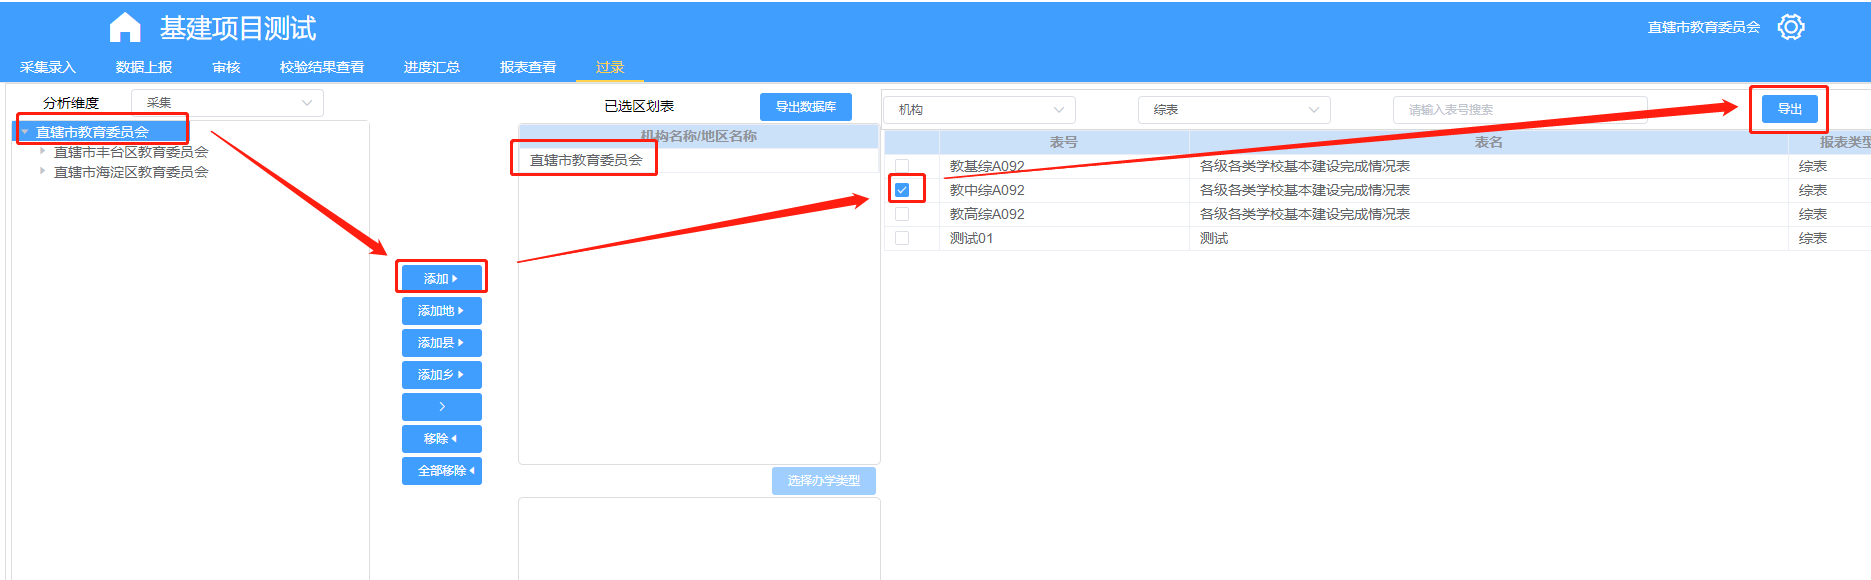 基建项目测试
直辖市教育委员会
采集录入 数据上报 审核 校验结果查看 进度汇总 报表查看 过录
分析维度 采集
已选区划表 导出数据库
机构 综表 请输入表号搜索 导出
直辖市教育委员会
直辖市丰台区教育委员会
直辖市海淀区教育委员会
添加
添加地
添加县
添加乡
移除
全部移除
机构名称/地区名称
直辖市教育委员会
选择办学类型
表号 表名 报表类型
教基综A092 各级各类学校基本建设完成情况表 综表
教中综A092 各级各类学校基本建设完成情况表 综表
教高综A092 各级各类学校基本建设完成情况表 综表
测试01 测试 综表